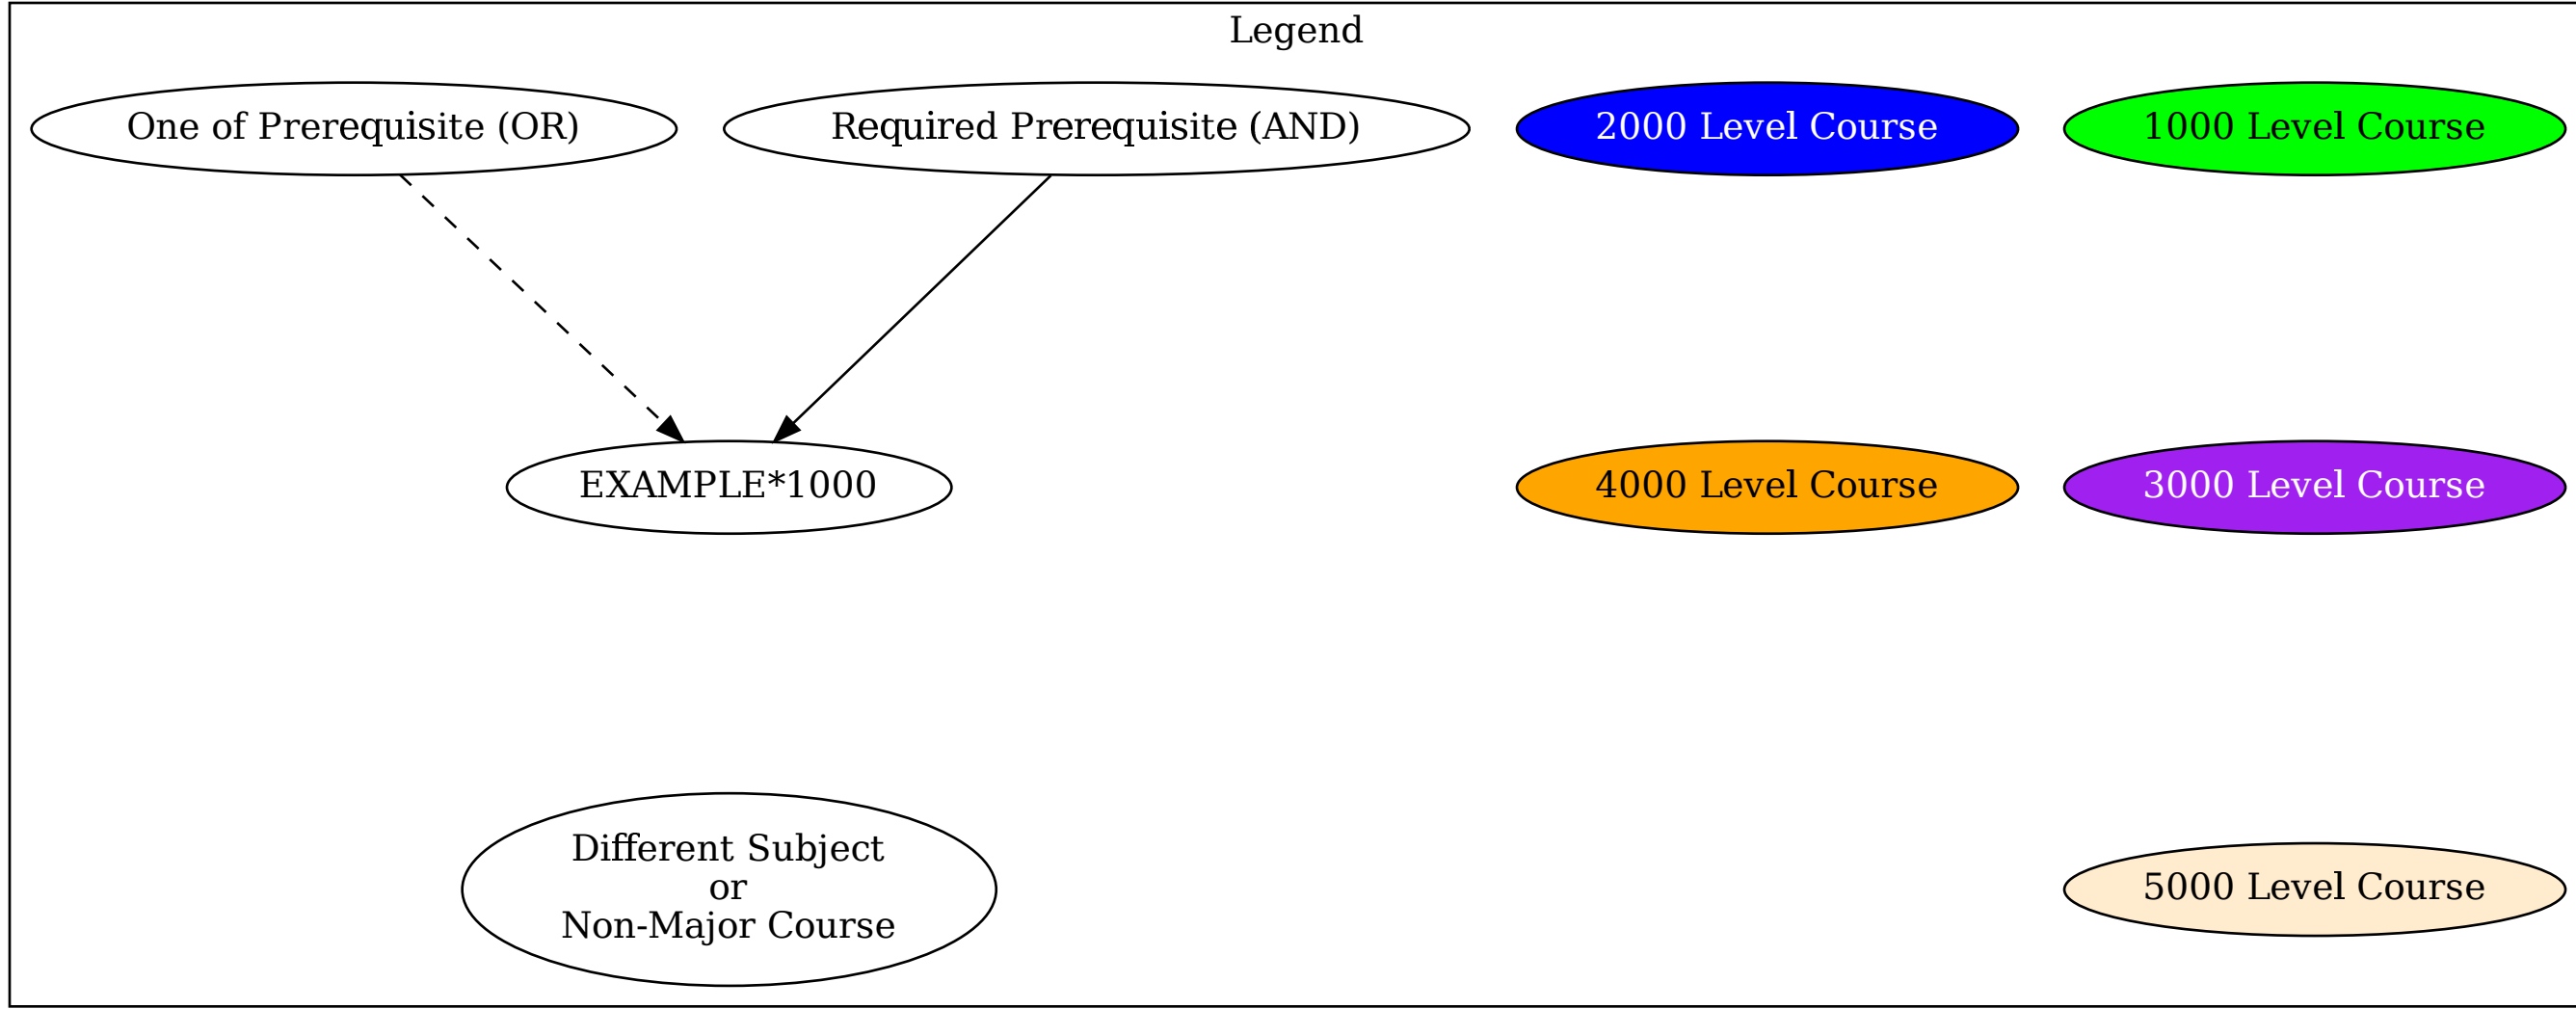 Legend
One of Prerequisite (OR)
Required Prerequisite (AND)
2000 Level Course
1000 Level Course
EXAMPLE*1000
4000 Level Course
3000 Level Course
Different Subject
or
Non-Major Course
5000 Level Course